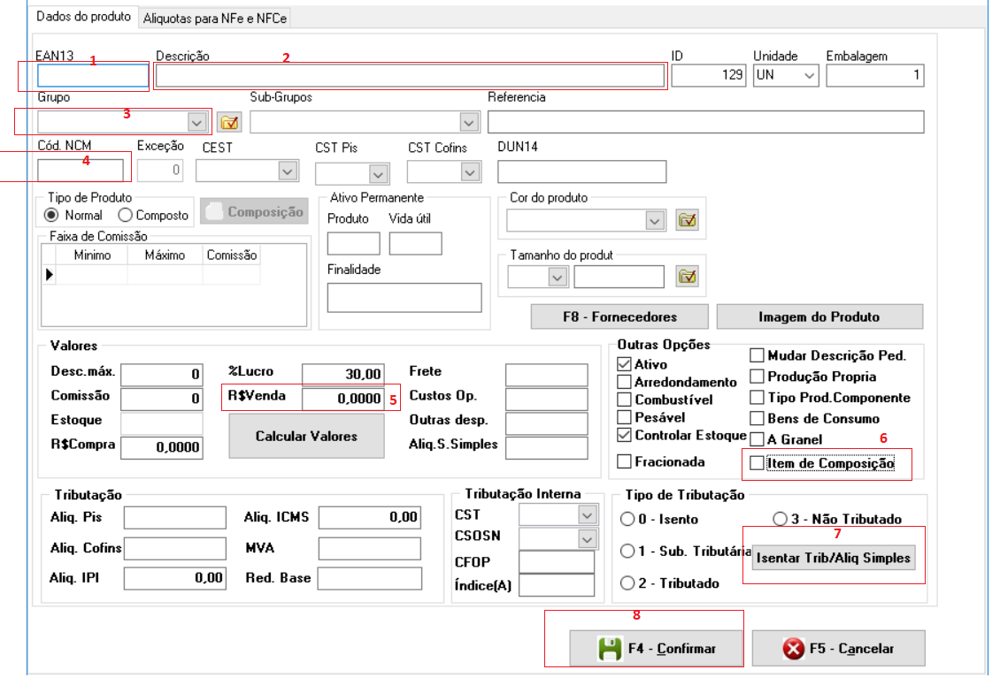 Dados do produto Aliquotas para NFe e NFCe
EAN13 1 Descrição 2 ID Unidade Embalagem
129 UN 1
Grupo Sub-Grupos Referencia
3
Cód. NCM Exceção CEST CST Pis CST Cofins DUN14
4 0
Tipo de Produto Ativo Permanente Cor do produto
Normal Composto Composição Produto Vida útil
Faixa de Comissão
Minimo Máximo Comissão Tamanho do produt
Finalidade
F8 - Fornecedores Imagem do Produto
Valores Outras Opções
Desc.máx. 0 %Lucro 30,00 Frete Ativo Mudar Descrição Ped.
Comissão 0 R$Venda 0,0000 5 Custos Op. Arredondamento Produção Propria
Estoque Outras desp. Combustível Tipo Prod.Componente
R$Compra 0,0000 Calcular Valores Aliq.S.Simples Pesável Bens de Consumo
Controlar Estoque A Granel 6
Fracionada Item de Composição
Tributação Tributação Interna Tipo de Tributação
Aliq. Pis Aliq. ICMS 0,00 CST 0 - Isento 3 - Não Tributado
CSOSN 7
Aliq. Cofins MVA CFOP 1 - Sub. Tributária Isentar Trib/Aliq Simples
Aliq. IPI 0,00 Red. Base Índice(A) 2 - Tributado
8
F4 - Confirmar F5 - Cancelar